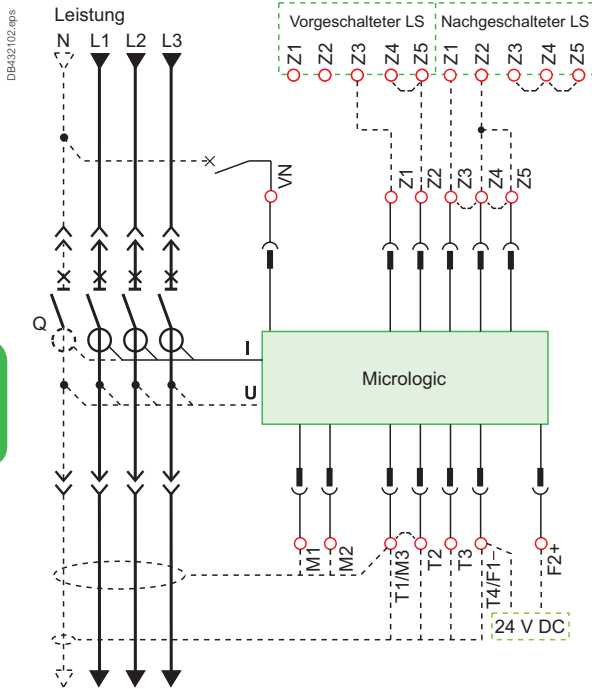 DB432102.eps
Leistung
N L1 L2 L3
Vorgeschalteter LS Nachgeschalteter LS
Z1 Z2 Z3 Z4 Z5 Z1 Z2 Z3 Z4 Z5
VN Z1 Z2 Z3 Z4 Z5
Q
I
Micrologic
U
M1 M2 T1/M3 T2 T3 T4/F1– F2+
24 V DC